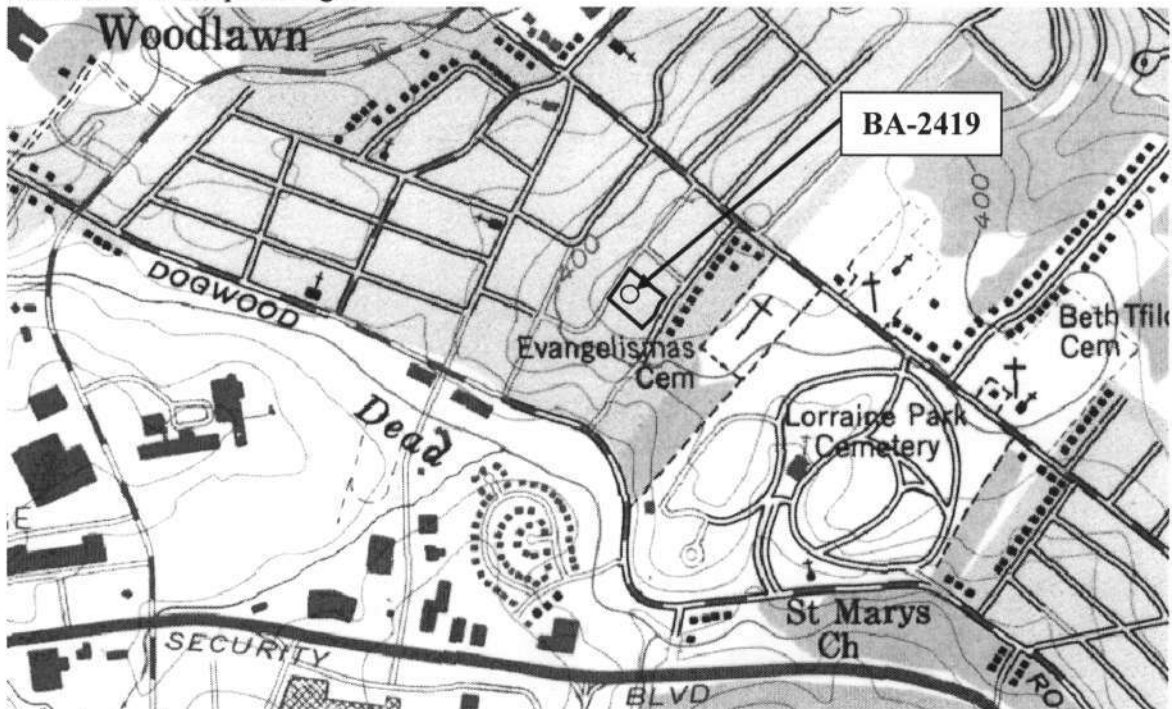 Woodlawn
BA-2419
400
400
DOGWOOD
Beth Tfilo
Cem
Evangelismas
Cem
Dead
Lorraine Park
Cemetery
E
St Marys
Ch
SECURITY
BLVD
RO